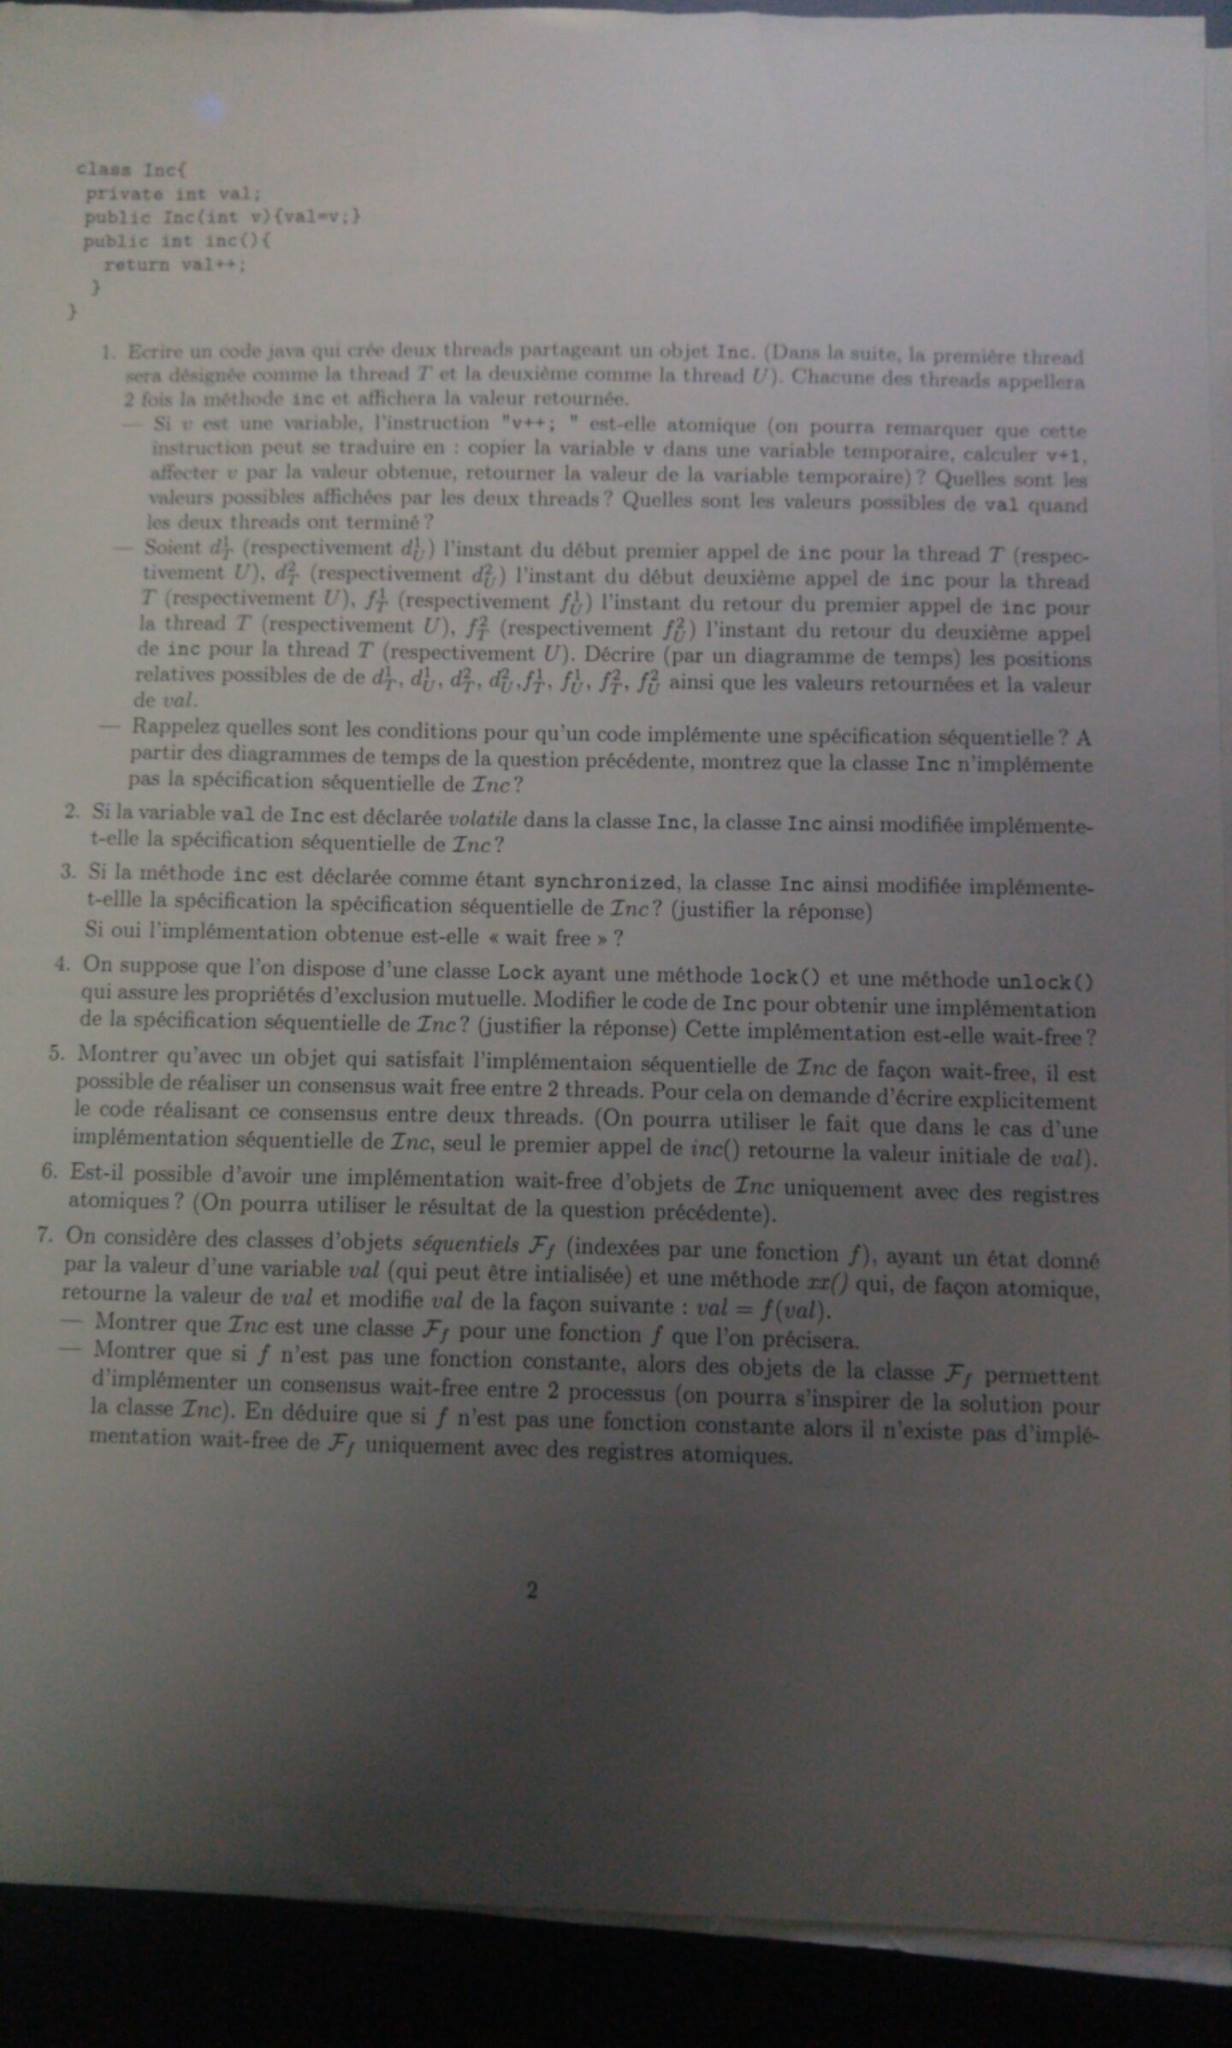 class Inc{
private int val;
public Inc(int v){val=v;}
public int inc(){
return val++;
}
}
1. Ecrire un code java qui crée deux threads partageant un objet Inc. (Dans la suite, la première thread
sera désignée comme la thread T et la deuxième comme la thread U). Chacune des threads appellera
2 fois la méthode inc et affichera la valeur retournée.
— Si v est une variable, l'instruction "v++; " est-elle atomique (on pourra remarquer que cette
instruction peut se traduire en : copier la variable v dans une variable temporaire, calculer v+1,
affecter v par la valeur obtenue, retourner la valeur de la variable temporaire) ? Quelles sont les
valeurs possibles affichées par les deux threads ? Quelles sont les valeurs possibles de val quand
les deux threads ont terminé ?
— Soient d_T^1 (respectivement d_U^1) l'instant du début premier appel de inc pour la thread T (respec-
tivement U), d_T^2 (respectivement d_U^2) l'instant du début deuxième appel de inc pour la thread
T (respectivement U), f_T^1 (respectivement f_U^1) l'instant du retour du premier appel de inc pour
la thread T (respectivement U), f_T^2 (respectivement f_U^2) l'instant du retour du deuxième appel
de inc pour la thread T (respectivement U). Décrire (par un diagramme de temps) les positions
relatives possibles de de d_T^1, d_U^1, d_T^2, d_U^2, f_T^1, f_U^1, f_T^2, f_U^2 ainsi que les valeurs retournées et la valeur
de val.
— Rappelez quelles sont les conditions pour qu'un code implémente une spécification séquentielle ? A
partir des diagrammes de temps de la question précédente, montrez que la classe Inc n'implémente
pas la spécification séquentielle de Inc ?
2. Si la variable val de Inc est déclarée volatile dans la classe Inc, la classe Inc ainsi modifiée implémente-
t-elle la spécification séquentielle de Inc ?
3. Si la méthode inc est déclarée comme étant synchronized, la classe Inc ainsi modifiée implémente-
t-ellle la spécification la spécification séquentielle de Inc ? (justifier la réponse)
Si oui l'implémentation obtenue est-elle « wait free » ?
4. On suppose que l'on dispose d'une classe Lock ayant une méthode lock() et une méthode unlock()
qui assure les propriétés d'exclusion mutuelle. Modifier le code de Inc pour obtenir une implémentation
de la spécification séquentielle de Inc ? (justifier la réponse) Cette implémentation est-elle wait-free ?
5. Montrer qu'avec un objet qui satisfait l'implémentaion séquentielle de Inc de façon wait-free, il est
possible de réaliser un consensus wait free entre 2 threads. Pour cela on demande d'écrire explicitement
le code réalisant ce consensus entre deux threads. (On pourra utiliser le fait que dans le cas d'une
implémentation séquentielle de Inc, seul le premier appel de inc() retourne la valeur initiale de val).
6. Est-il possible d'avoir une implémentation wait-free d'objets de Inc uniquement avec des registres
atomiques ? (On pourra utiliser le résultat de la question précédente).
7. On considère des classes d'objets séquentiels F_f (indexées par une fonction f), ayant un état donné
par la valeur d'une variable val (qui peut être intialisée) et une méthode xx() qui, de façon atomique,
retourne la valeur de val et modifie val de la façon suivante : val = f(val).
— Montrer que Inc est une classe F_f pour une fonction f que l'on précisera.
— Montrer que si f n'est pas une fonction constante, alors des objets de la classe F_f permettent
d'implémenter un consensus wait-free entre 2 processus (on pourra s'inspirer de la solution pour
la classe Inc). En déduire que si f n'est pas une fonction constante alors il n'existe pas d'implé-
mentation wait-free de F_f uniquement avec des registres atomiques.
2